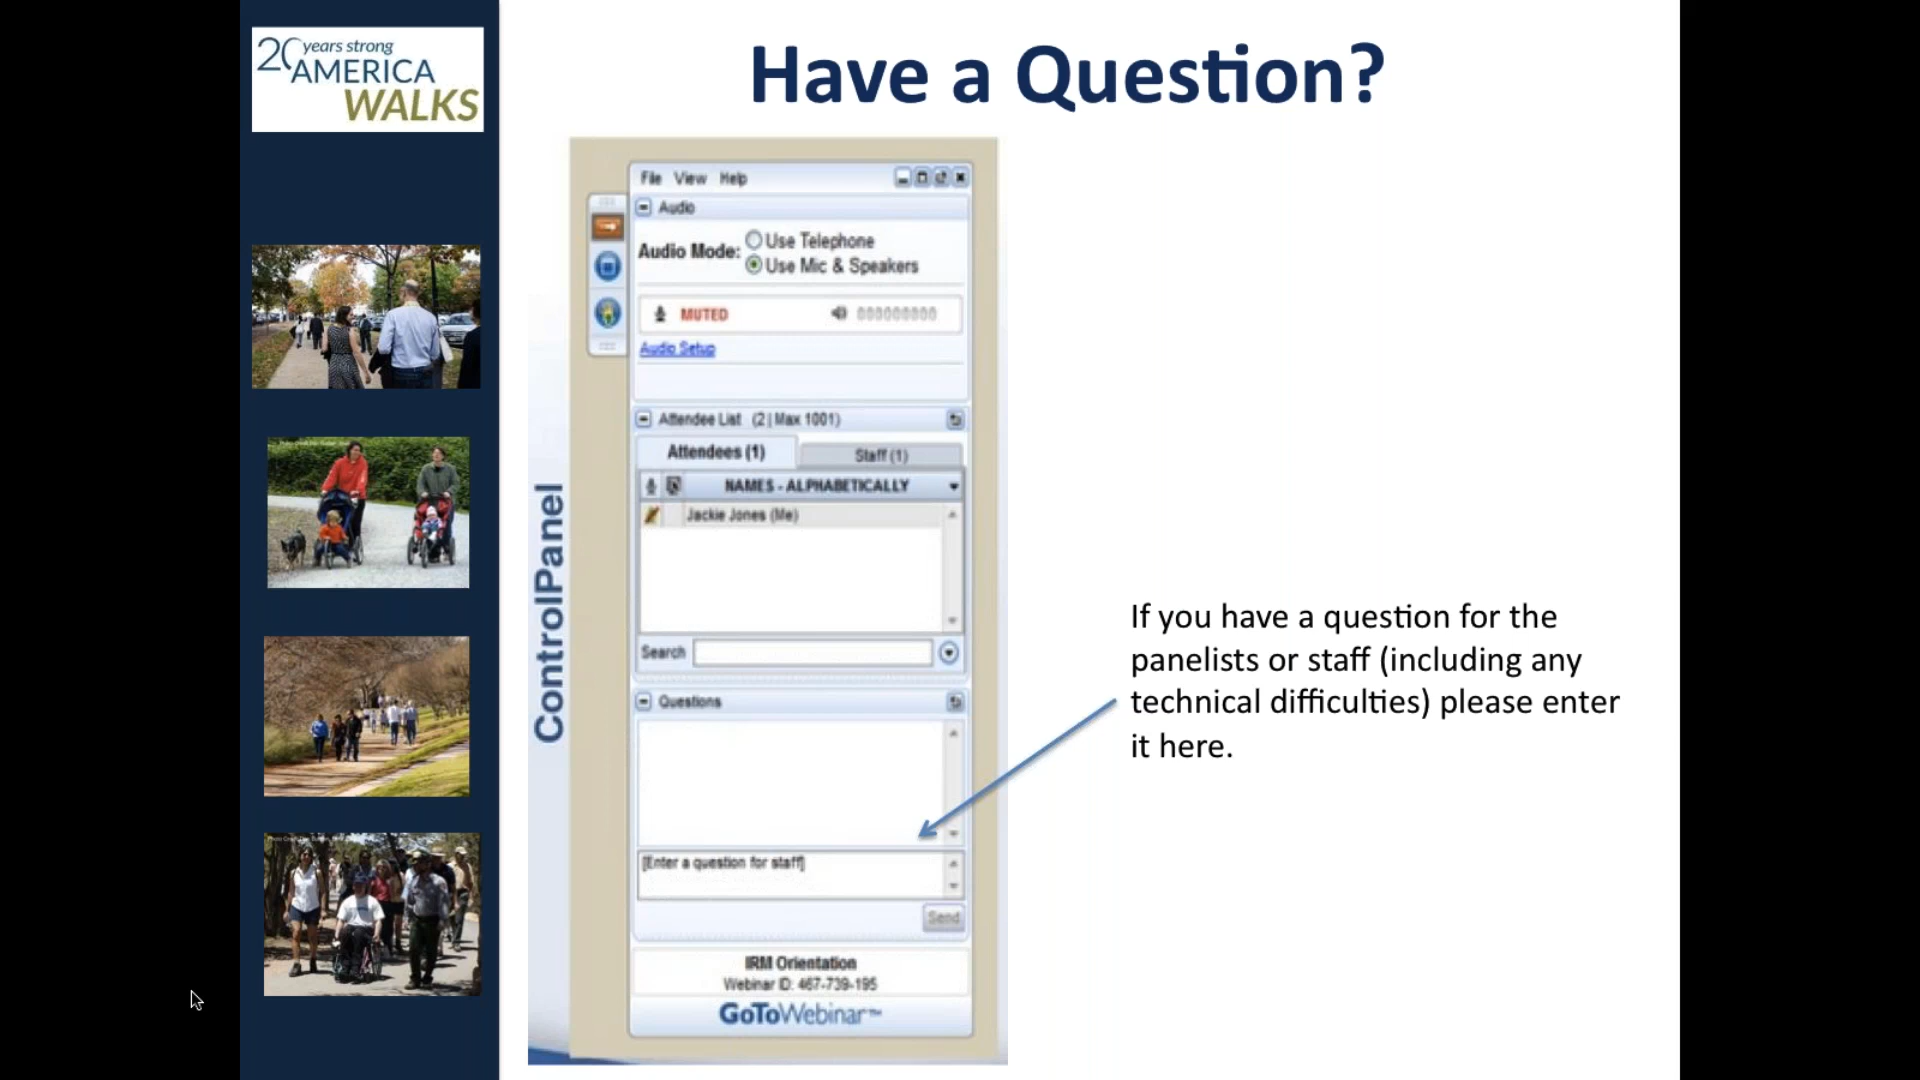 20 years strong
AMERICA
WALKS
Have a Question?
File View Help
Audio
Audio Mode:
Use Telephone
Use Mic & Speakers
MUTED
000000000
Audio Setup
Attendee List (2 | Max 1001)
Attendees (1)
Staff (1)
NAMES - ALPHABETICALLY
Jackie Jones (Me)
Search
Questions
[Enter a question for staff]
Send
IRM Orientation
Webinar ID: 467-739-195
GoToWebinar™
ControlPanel
If you have a question for the
panelists or staff (including any
technical difficulties) please enter
it here.